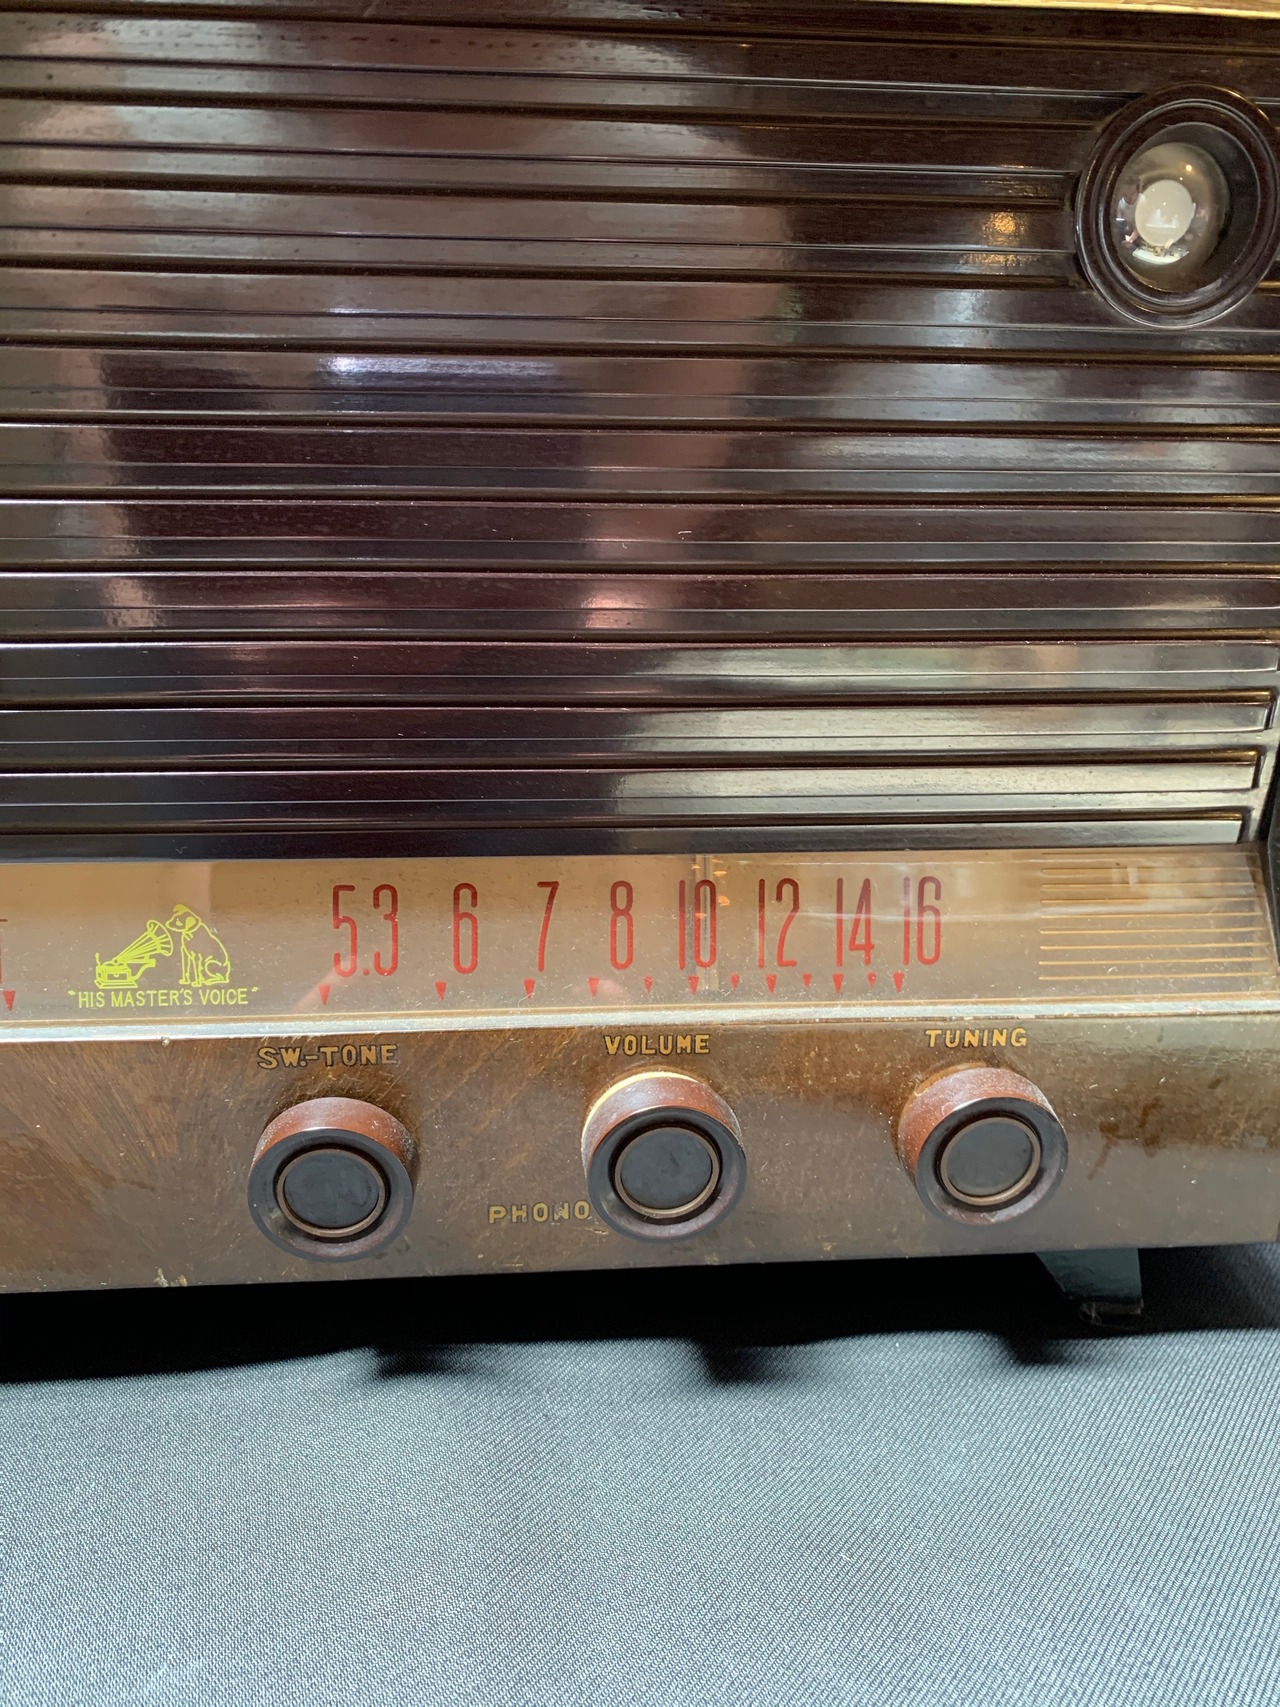 5.3 6 7 8 10 12 14 16
"HIS MASTER'S VOICE"
SW.-TONE VOLUME TUNING
PHONO